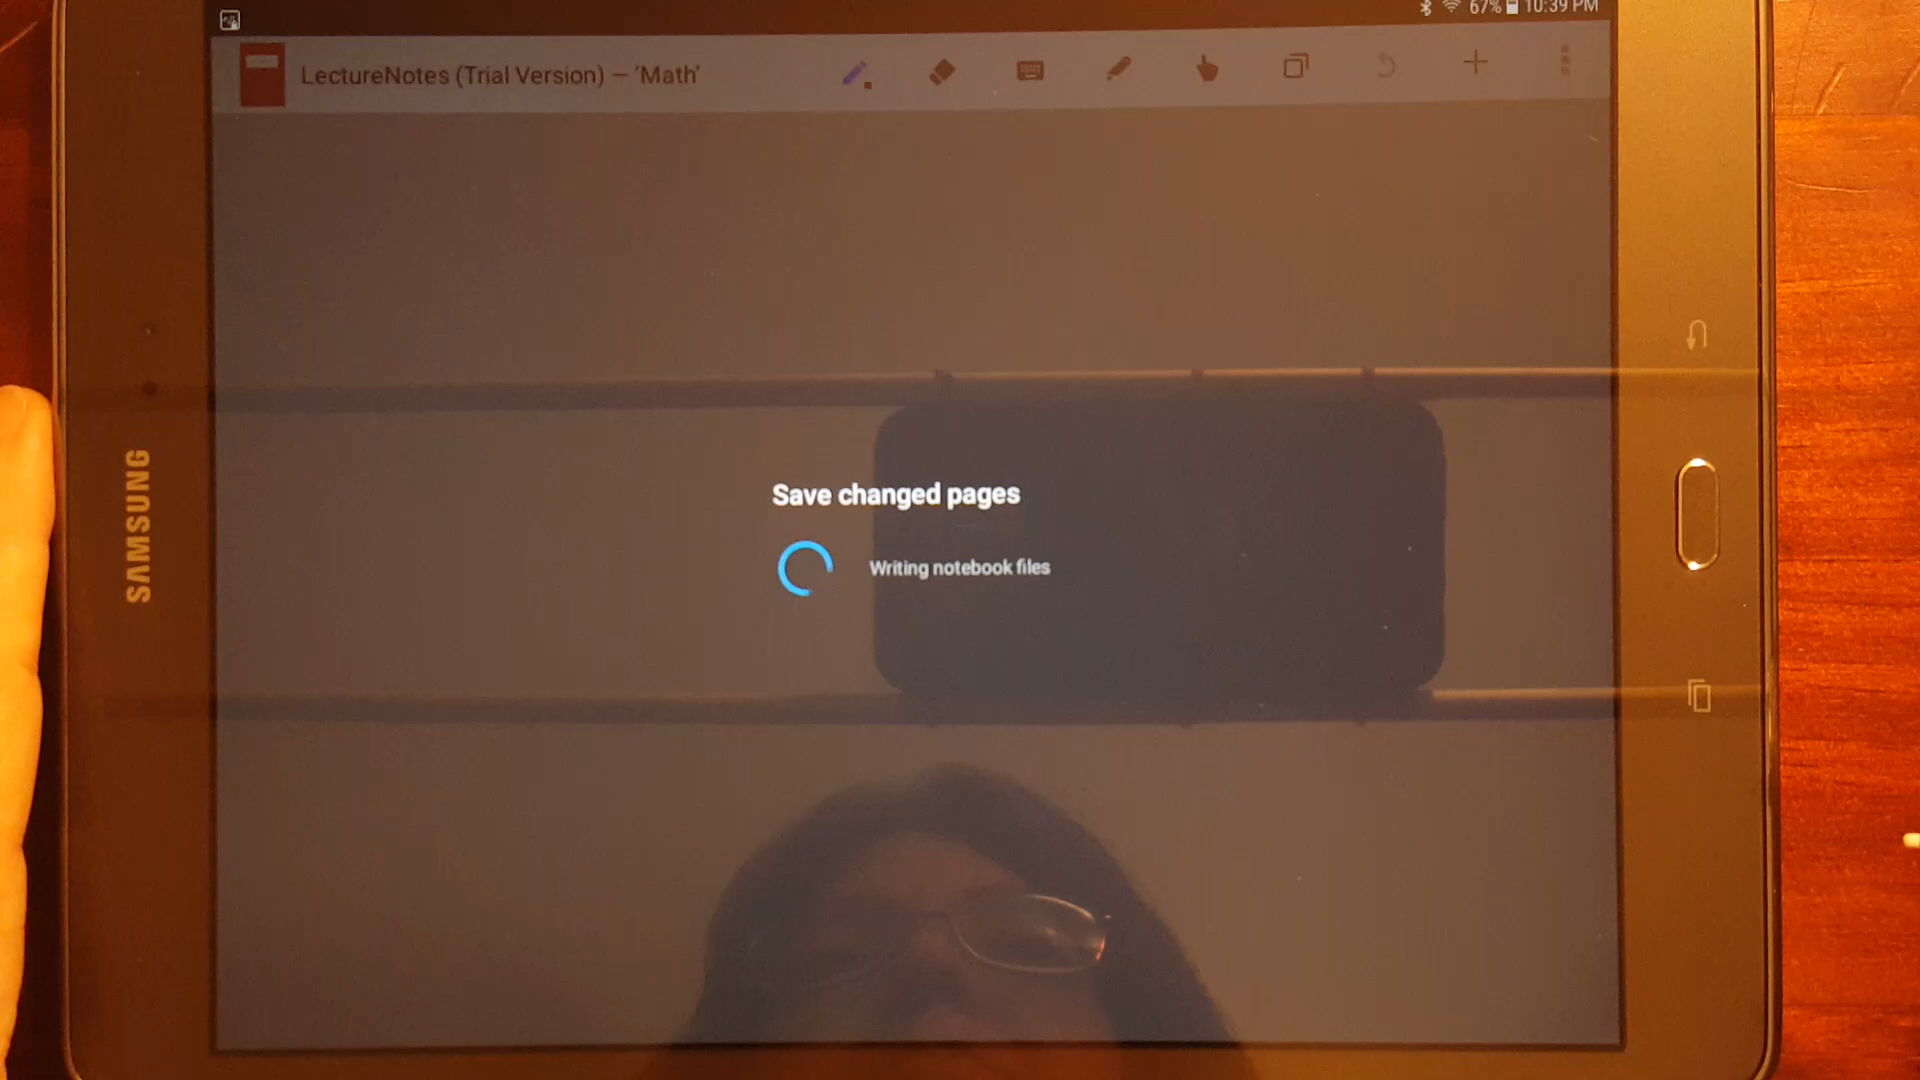 67% 10:39 PM
LectureNotes (Trial Version) – ‘Math’
Save changed pages
Writing notebook files
SAMSUNG